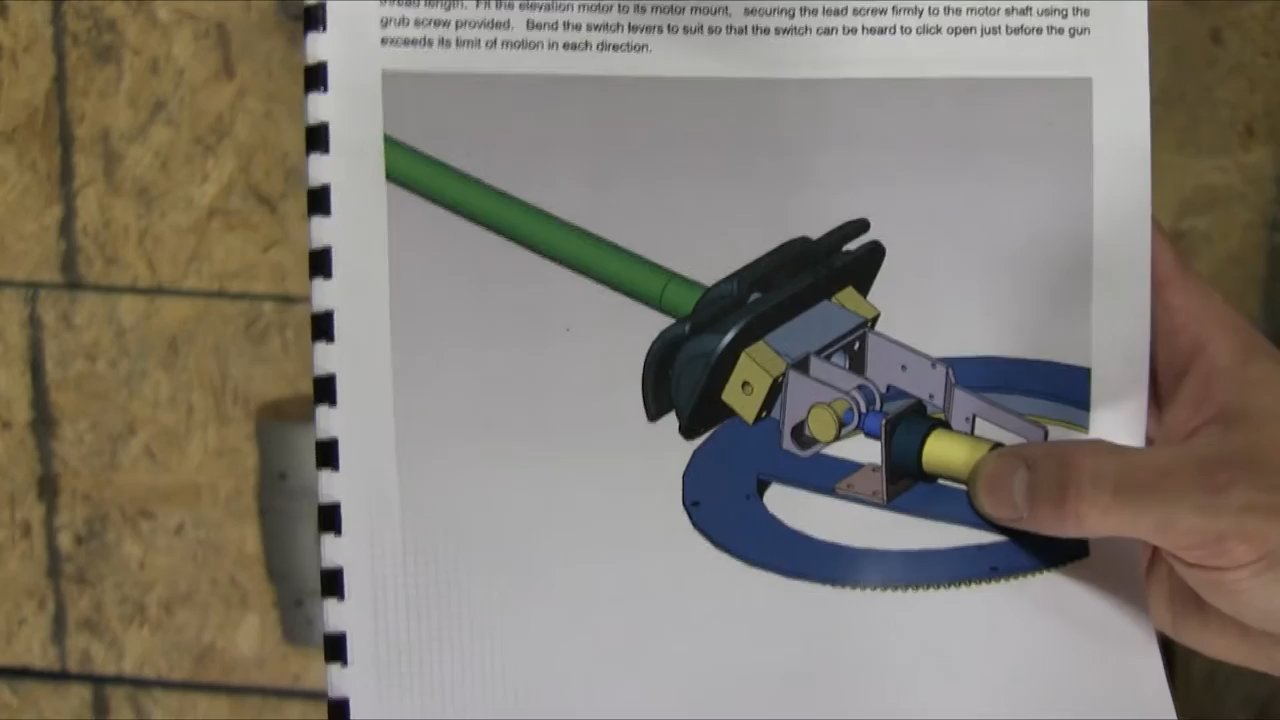 thread length. Fit the elevation motor to its motor mount, securing the lead screw firmly to the motor shaft using the
grub screw provided. Bend the switch levers to suit so that the switch can be heard to click open just before the gun
exceeds its limit of motion in each direction.